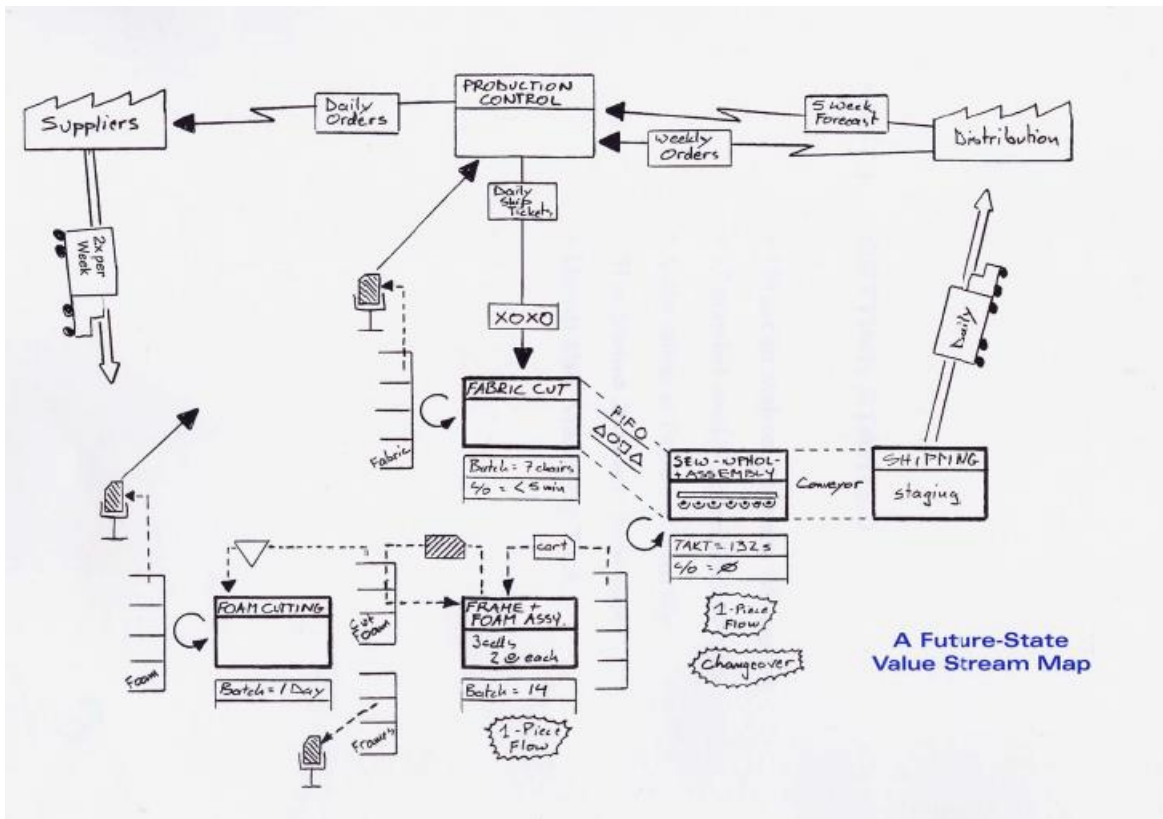 Suppliers
Daily
Orders
PRODUCTION
CONTROL
5 Week
Forecast
Weekly
Orders
Distribution
2x per
Week
Daily
Ship
Tickets
XOXO
Daily
Fabric
FABRIC CUT
Batch = 7 chairs
C/O = < 5 min
FIFO
SEW-UPHOL-
+ ASSEMBLY
Conveyor
SHIPPING
staging
TAKT = 132 s
C/O = Ø
1-Piece
Flow
Changeover
Foam
FOAM CUTTING
Batch = 1 Day
Cut
Foam
Frames
FRAME +
FOAM ASSY.
3 cells
2 @ each
Batch = 14
1-Piece
Flow
cart
A Future-State
Value Stream Map